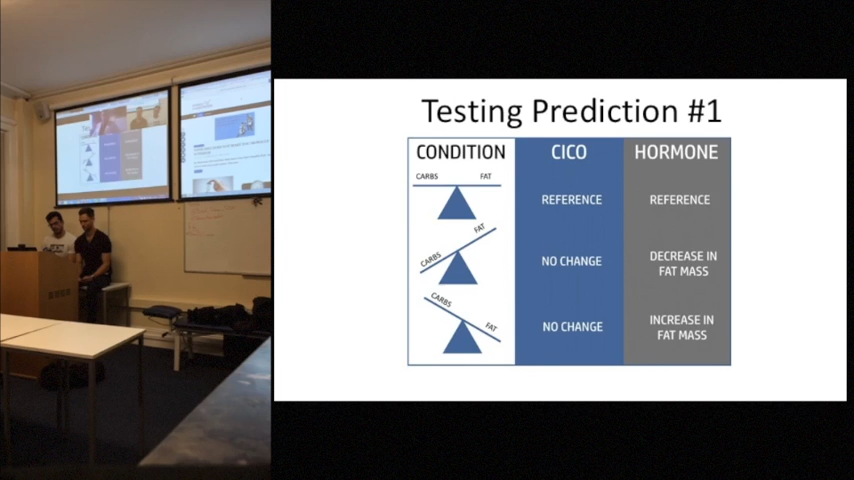 Testing Prediction #1
CONDITION CICO HORMONE
CARBS FAT
REFERENCE REFERENCE
CARBS FAT
NO CHANGE DECREASE IN
FAT MASS
CARBS FAT
NO CHANGE INCREASE IN
FAT MASS